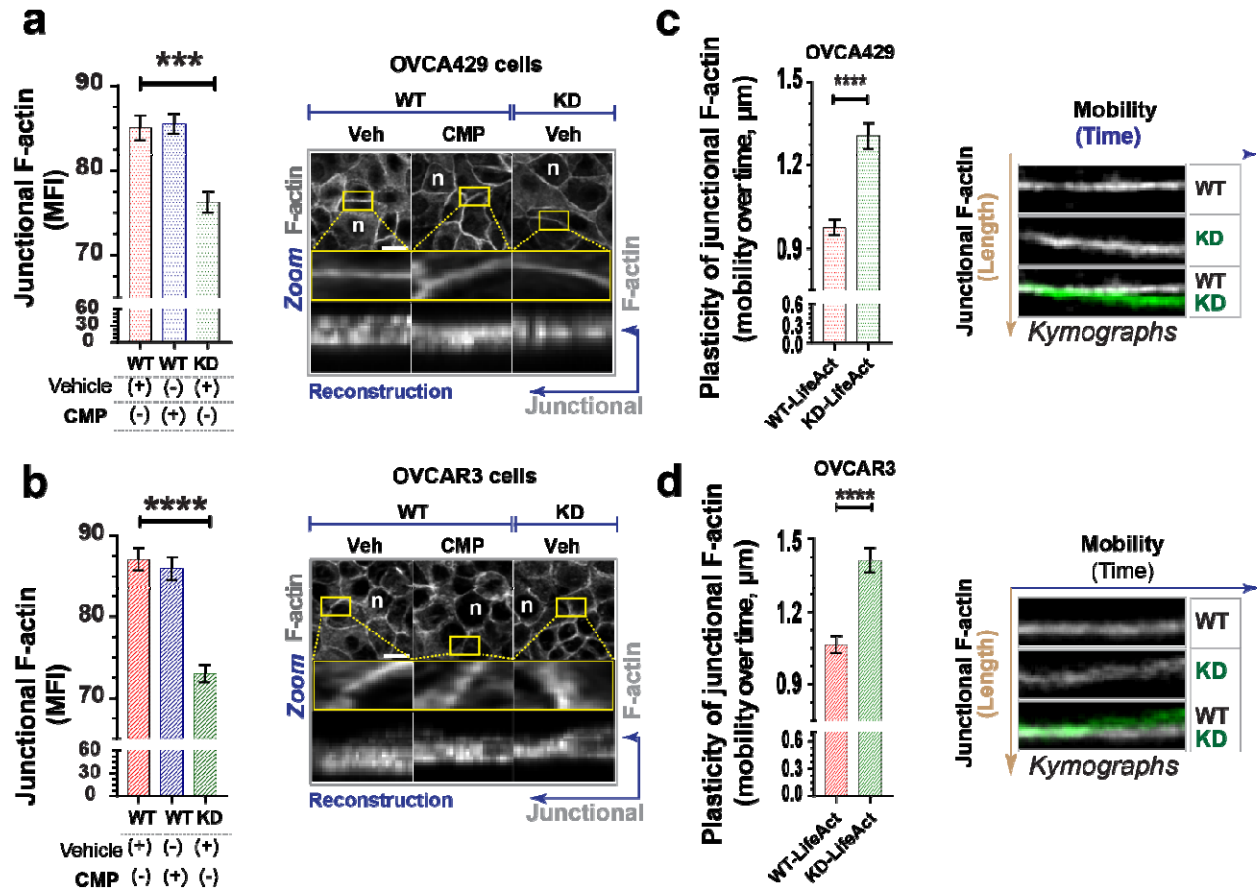 a
Junctional F-actin
(MFI)
90
80
70
60
30
0
***
WT WT KD
Vehicle (+) (-) (+)
CMP (-) (+) (-)
OVCA429 cells
WT KD
Veh CMP Veh
F-actin
n
n
n
Zoom
F-actin
Reconstruction
Junctional
b
Junctional F-actin
(MFI)
90
80
70
60
30
0
****
WT WT KD
Vehicle (+) (-) (+)
CMP (-) (+) (-)
OVCAR3 cells
WT KD
Veh CMP Veh
F-actin
n
n
n
Zoom
F-actin
Reconstruction
Junctional
c
OVCA429
Plasticity of junctional F-actin
(mobility overtime, µm)
1.5
1.2
0.9
0.6
0.3
0.0
****
WT-LifeAct
KD-LifeAct
Mobility
(Time)
Junctional F-actin
(Length)
WT
KD
WT
KD
Kymographs
d
OVCAR3
Plasticity of junctional F-actin
(mobility overtime, µm)
1.5
1.2
0.9
0.6
0.0
****
WT-LifeAct
KD-LifeAct
Mobility
(Time)
Junctional F-actin
(Length)
WT
KD
WT
KD
Kymographs